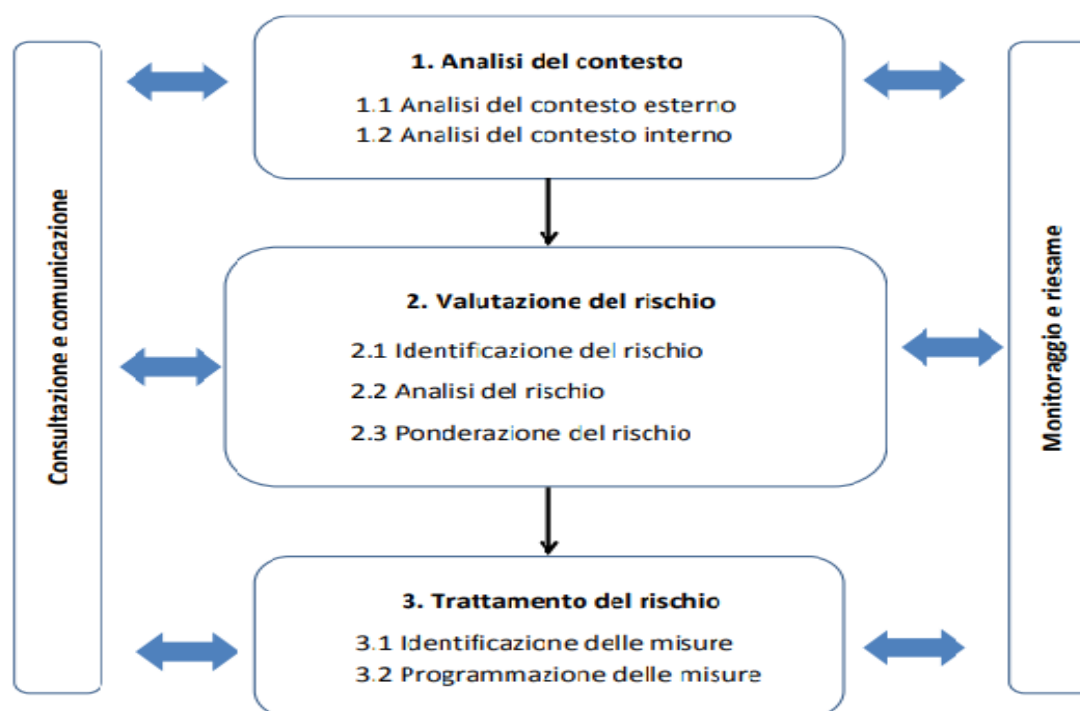 Consultazione e comunicazione
1. Analisi del contesto
1.1 Analisi del contesto esterno
1.2 Analisi del contesto interno
2. Valutazione del rischio
2.1 Identificazione del rischio
2.2 Analisi del rischio
2.3 Ponderazione del rischio
3. Trattamento del rischio
3.1 Identificazione delle misure
3.2 Programmazione delle misure
Monitoraggio e riesame